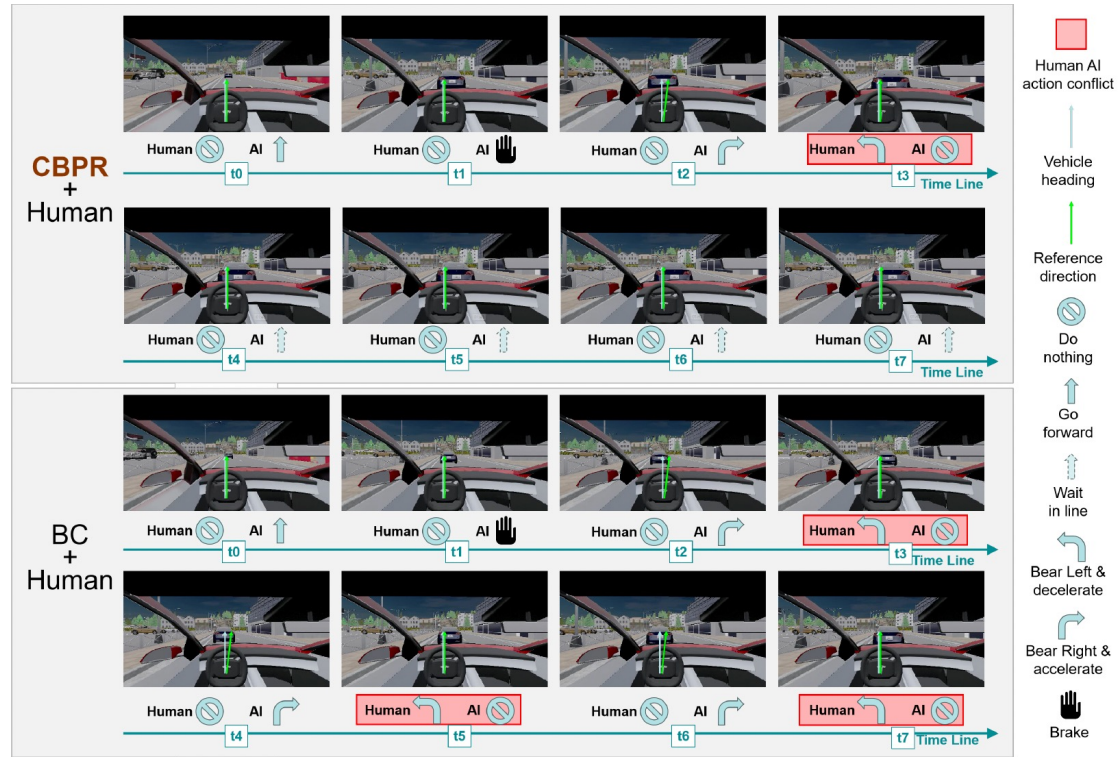 CBPR
+
Human
Human AI
t0
Human AI
t1
Human AI
t2
Human AI
t3
Time Line
Human AI
t4
Human AI
t5
Human AI
t6
Human AI
t7
Time Line
BC
+
Human
Human AI
t0
Human AI
t1
Human AI
t2
Human AI
t3
Time Line
Human AI
t4
Human AI
t5
Human AI
t6
Human AI
t7
Time Line
Human AI
action conflict
Vehicle
heading
Reference
direction
Do
nothing
Go
forward
Wait
in line
Bear Left &
decelerate
Bear Right &
accelerate
Brake